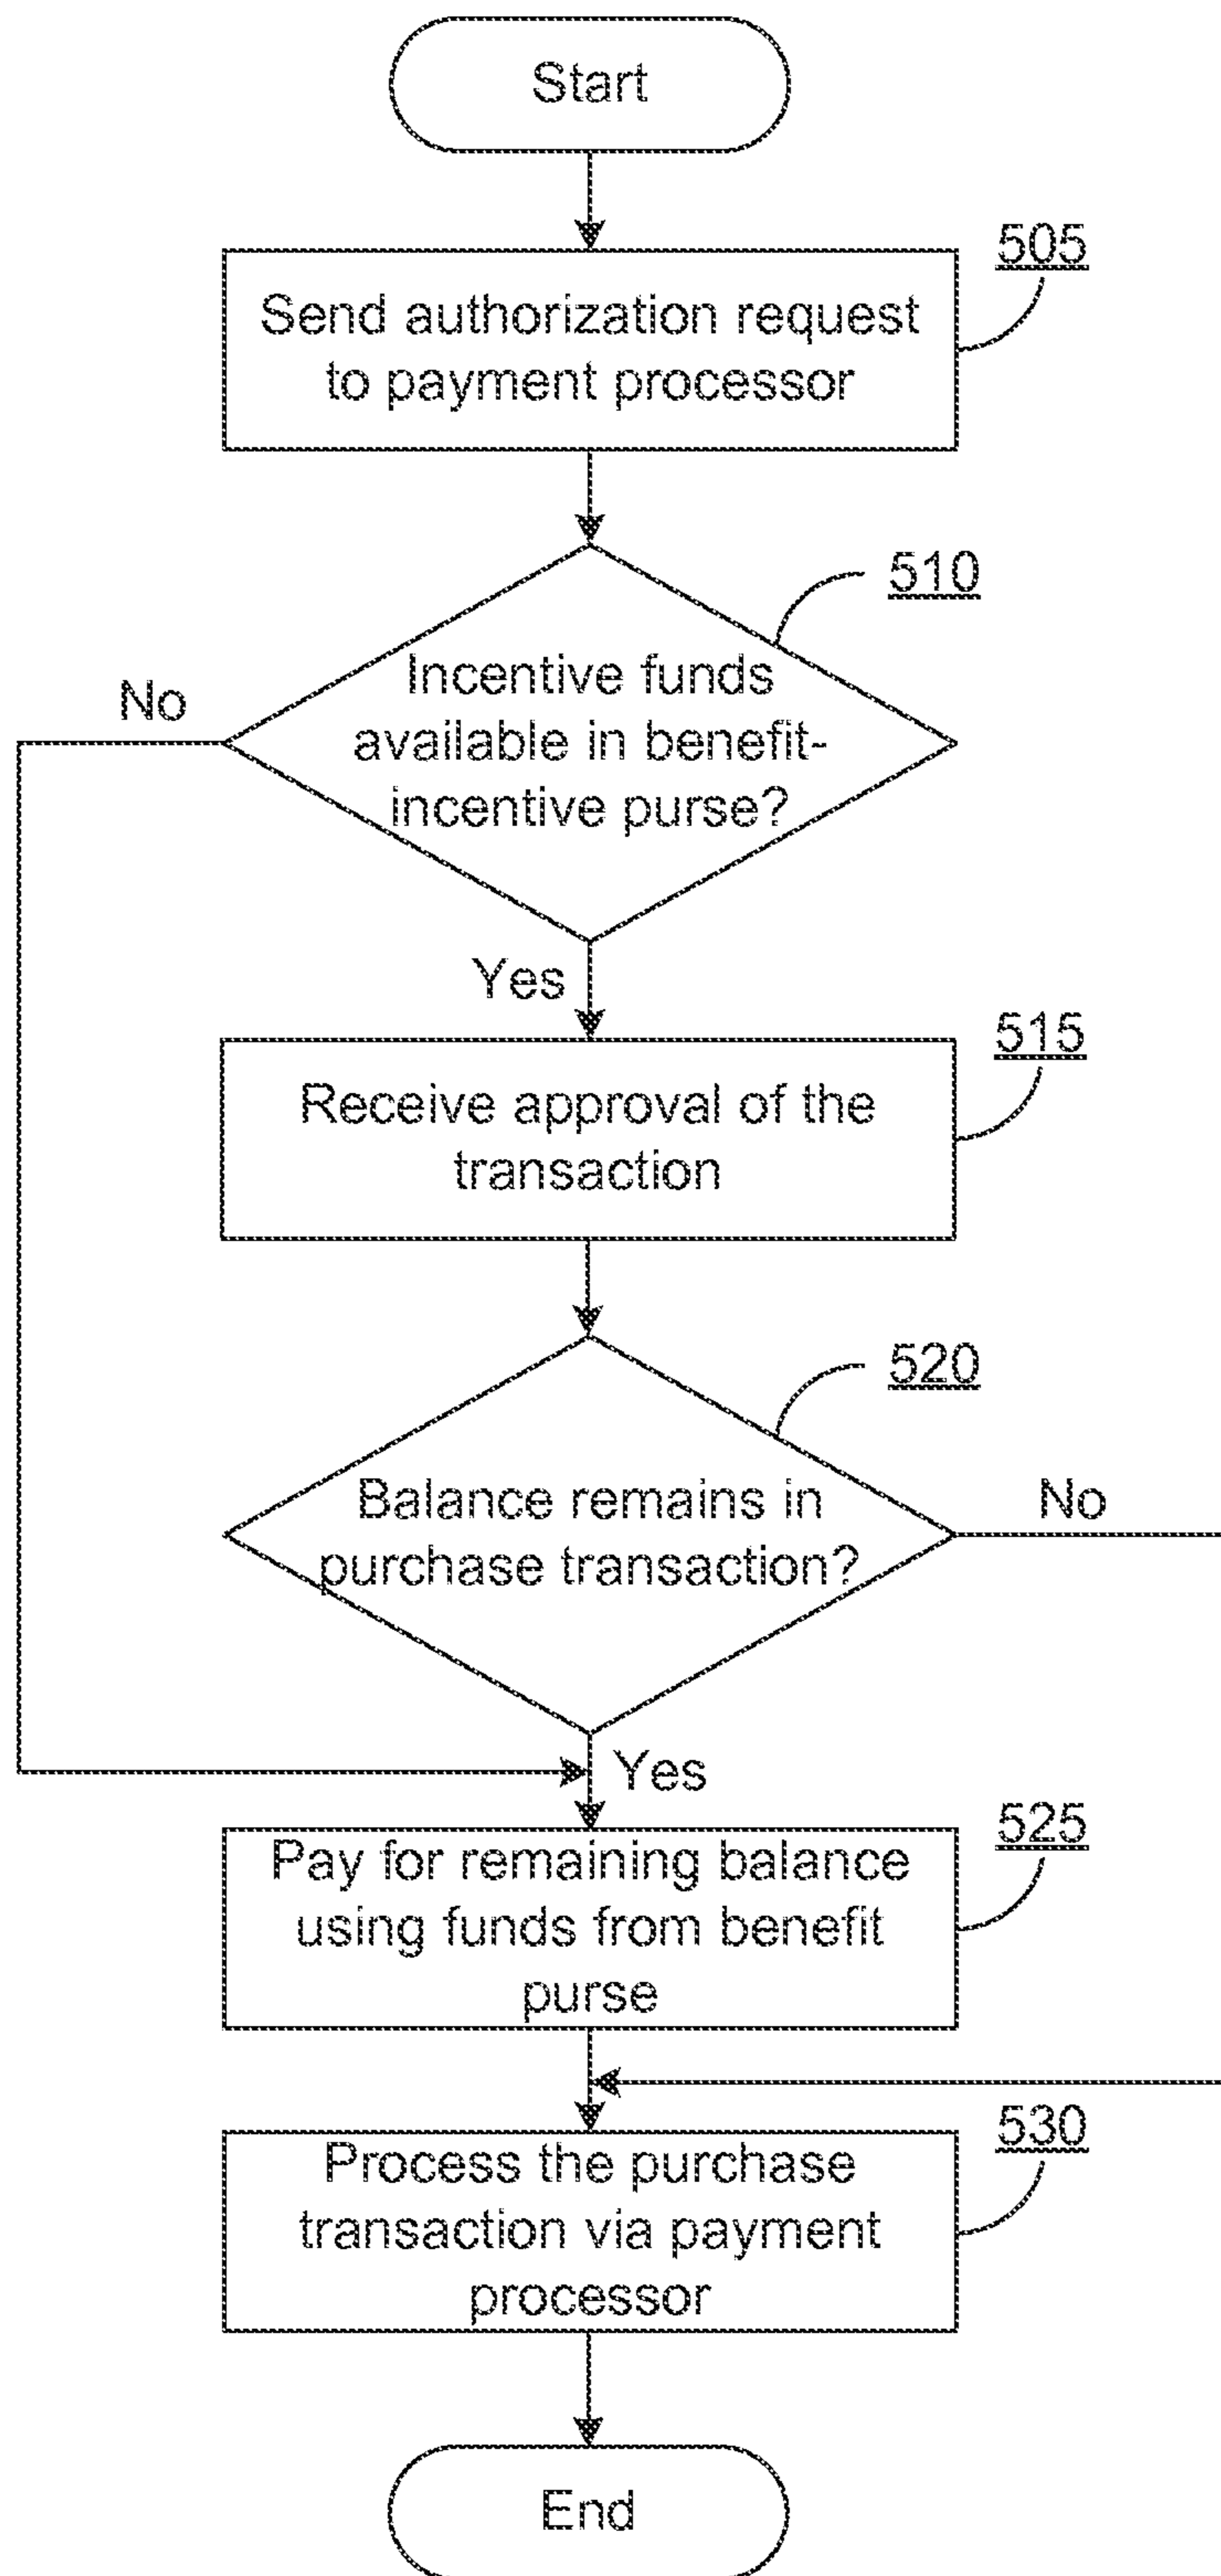 Start
505
Send authorization request
to payment processor
510
Incentive funds
available in benefit-
incentive purse?
No
Yes
515
Receive approval of the
transaction
520
Balance remains in
purchase transaction?
No
Yes
525
Pay for remaining balance
using funds from benefit
purse
530
Process the purchase
transaction via payment
processor
End